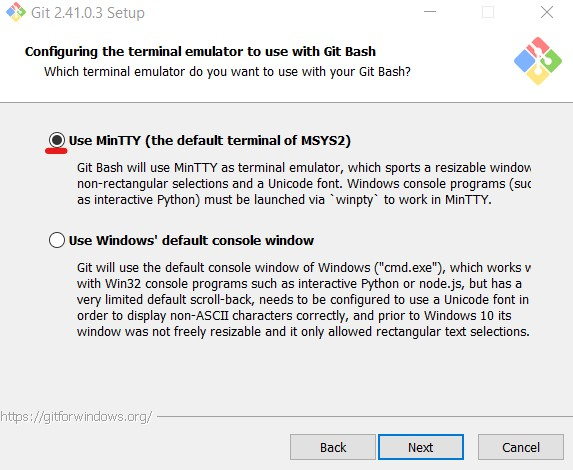 Git 2.41.0.3 Setup
Configuring the terminal emulator to use with Git Bash
Which terminal emulator do you want to use with your Git Bash?
Use MinTTY (the default terminal of MSYS2)
Git Bash will use MinTTY as terminal emulator, which sports a resizable window
non-rectangular selections and a Unicode font. Windows console programs (suc
as interactive Python) must be launched via `winpty` to work in MinTTY.
Use Windows' default console window
Git will use the default console window of Windows ("cmd.exe"), which works w
with Win32 console programs such as interactive Python or node.js, but has a
very limited default scroll-back, needs to be configured to use a Unicode font in
order to display non-ASCII characters correctly, and prior to Windows 10 its
window was not freely resizable and it only allowed rectangular text selections.
https://gitforwindows.org/
Back
Next
Cancel